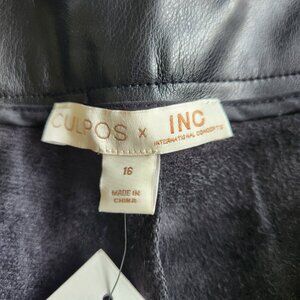 CULPOS x INC
INTERNATIONAL CONCEPTS
16
MADE IN
CHINA